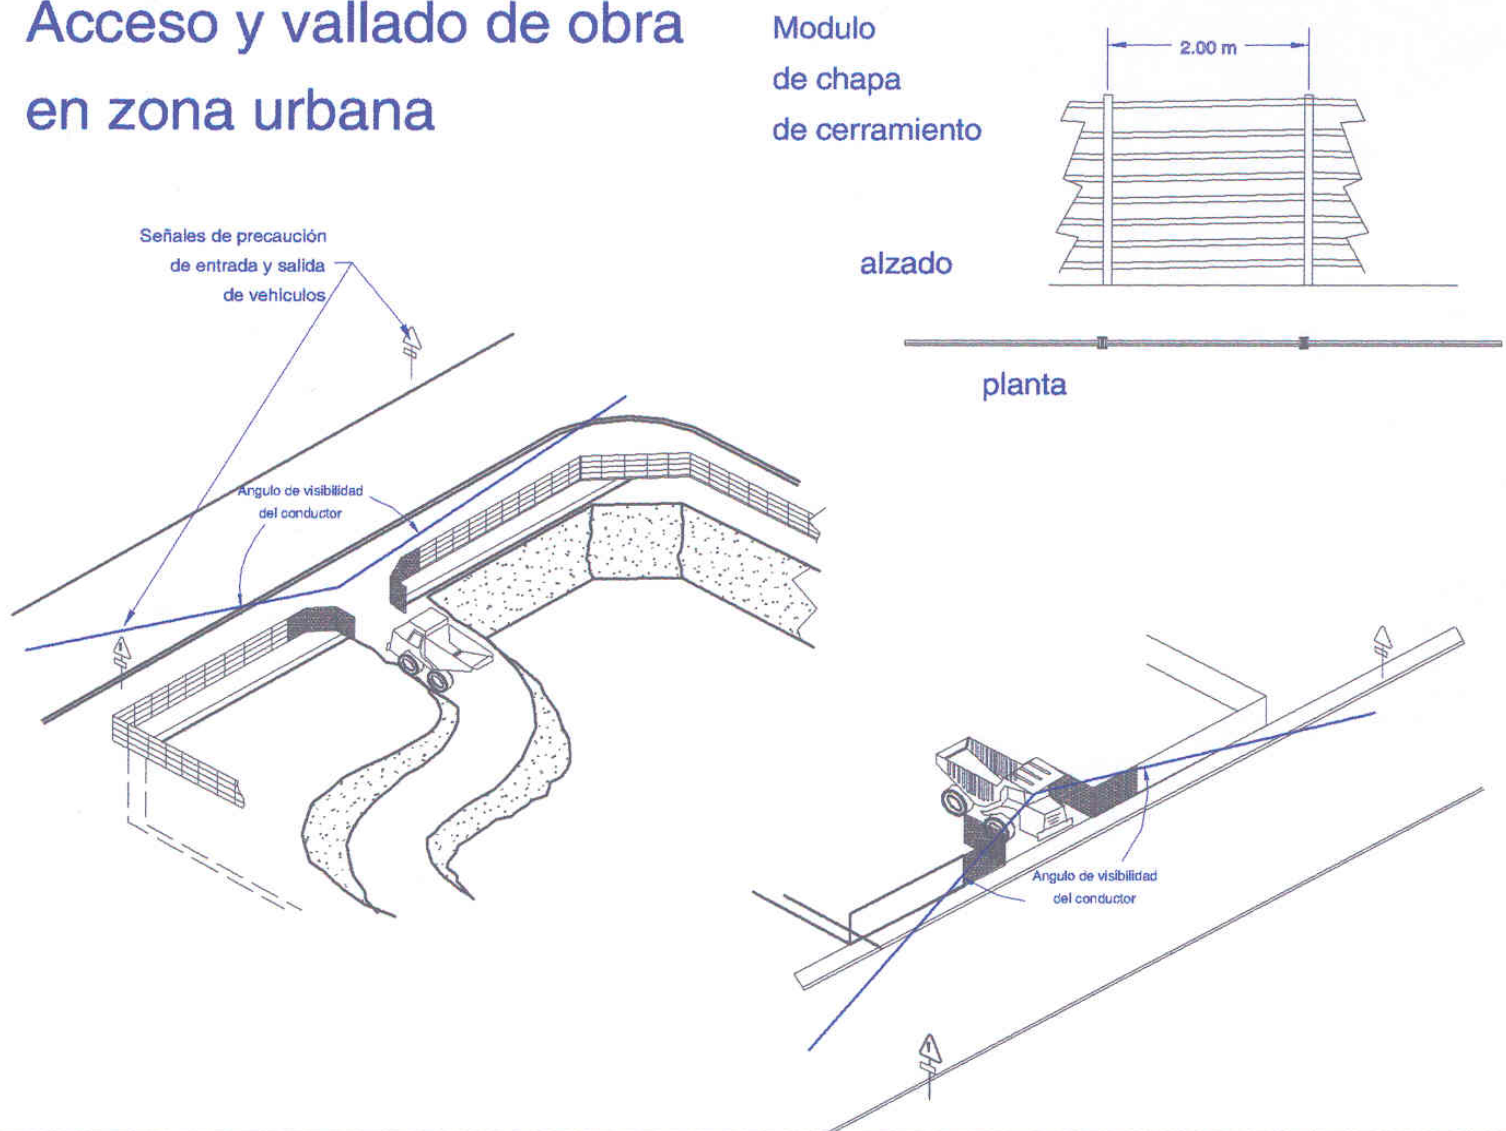 Acceso y vallado de obra
en zona urbana
Modulo
de chapa
de cerramiento
2.00 m
alzado
planta
Señales de precaución
de entrada y salida
de vehiculos
Angulo de visibilidad
del conductor
Angulo de visibilidad
del conductor